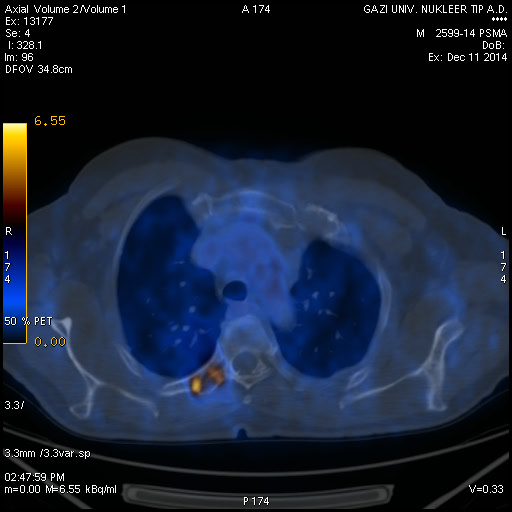 Axial Volume 2/Volume 1
Ex: 13177
Se: 4
I: 328.1
Im: 96
DFOV 34.8cm
A 174
GAZI UNIV. NUKLEER TIP A.D.
****
M 2599-14 PSMA
DoB:
Ex: Dec 11 2014
6.55
R
1
7
4
L
1
7
4
50 % PET
0.00
3.3/
3.3mm /3.3var.sp
02:47:59 PM
m=0.00 M=6.55 kBq/ml
P 174
V=0.33